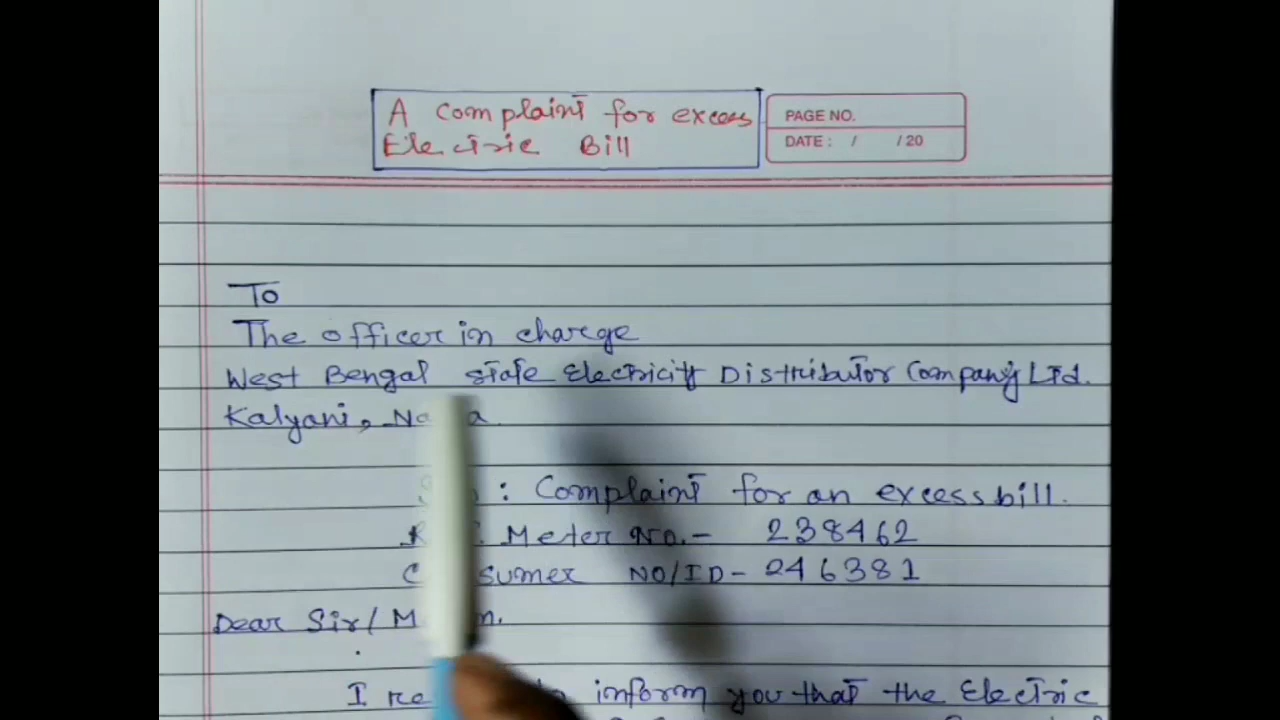 A complaint for excess
Electric Bill
PAGE NO.
DATE : / / 20
To
The officer in charge
West Bengal state Electricity Distributor Company Ltd.
Kalyani,
: Complaint for an excess bill.
Meter No.- 238462
NO/ID- 246381
Dear Sir/
I inform you that the Electric